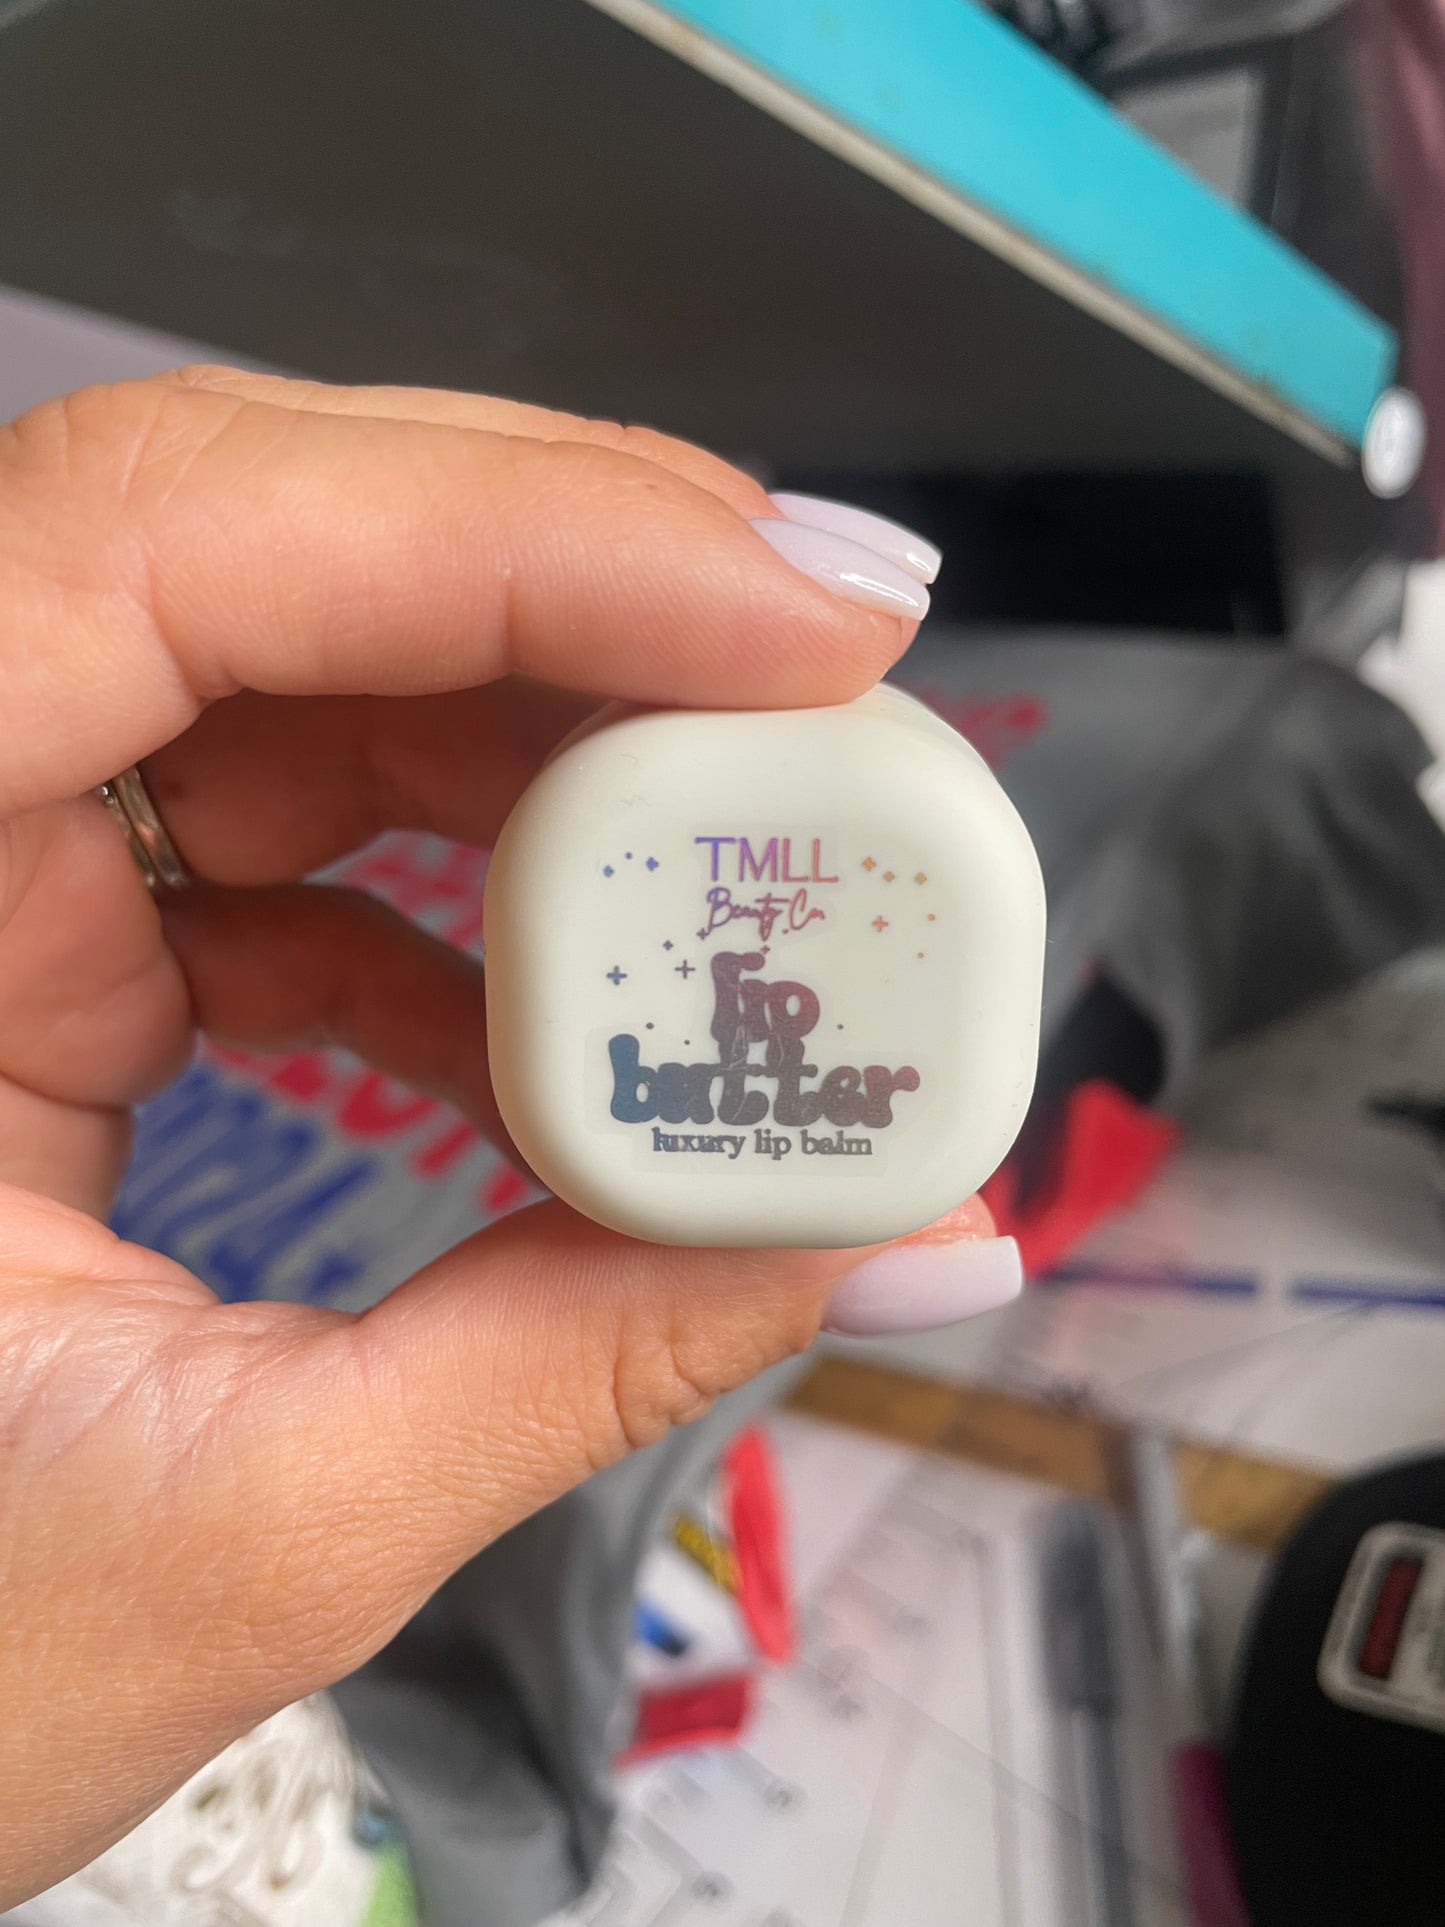 TMLL
Beauty Co.
lip
butter
luxury lip balm